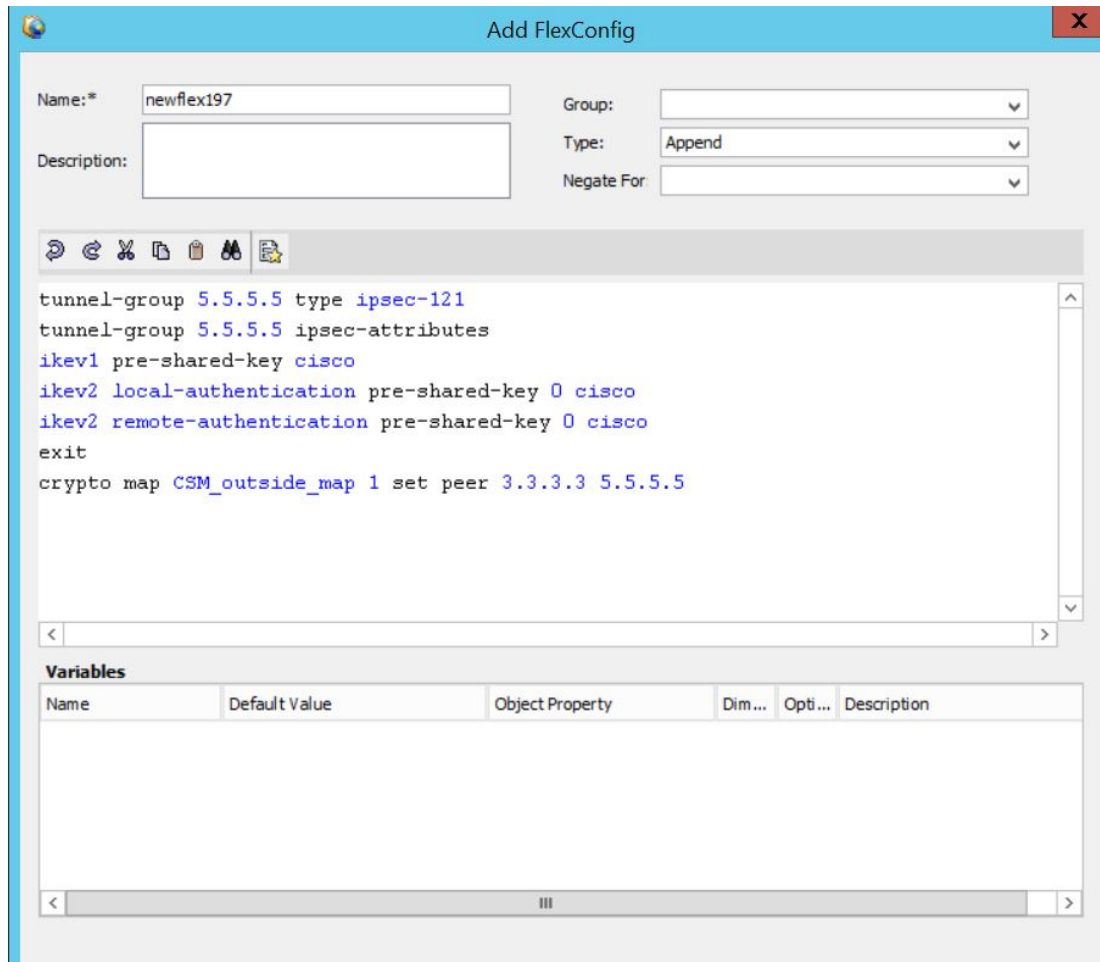 Add FlexConfig
X
Name:* newflex197
Group:
Type: Append
Description:
Negate For:
tunnel-group 5.5.5.5 type ipsec-121
tunnel-group 5.5.5.5 ipsec-attributes
ikev1 pre-shared-key cisco
ikev2 local-authentication pre-shared-key 0 cisco
ikev2 remote-authentication pre-shared-key 0 cisco
exit
crypto map CSM_outside_map 1 set peer 3.3.3.3 5.5.5.5
Variables
Name Default Value Object Property Dim... Opti... Description